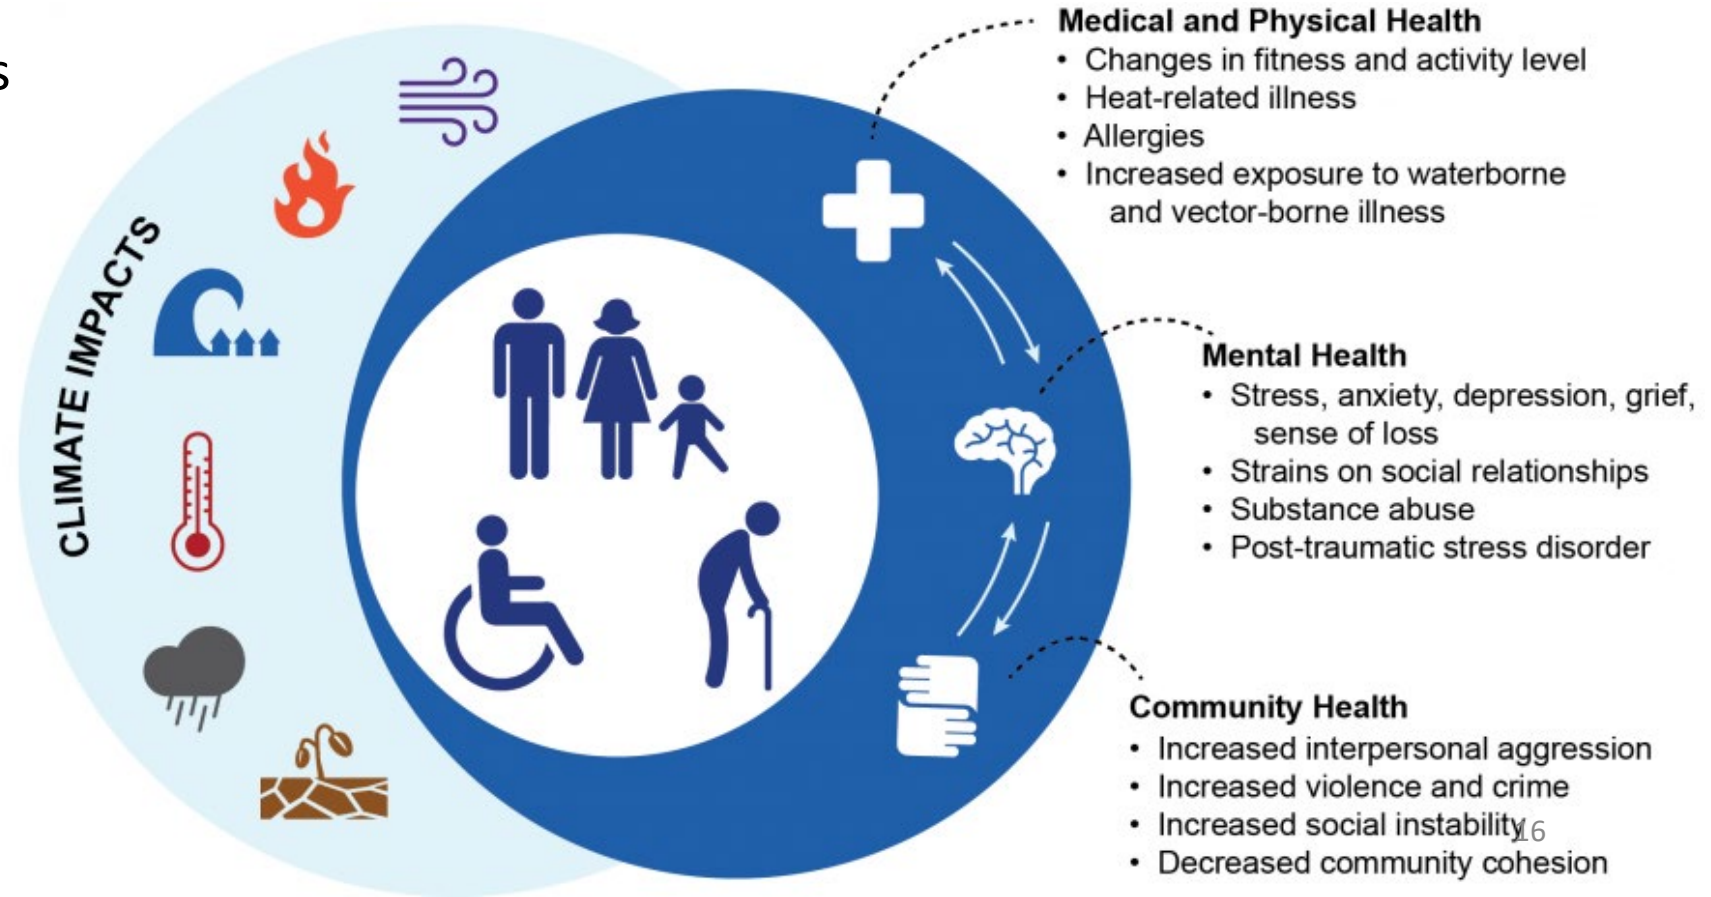 s
CLIMATE IMPACTS
Medical and Physical Health
• Changes in fitness and activity level
• Heat-related illness
• Allergies
• Increased exposure to waterborne
and vector-borne illness
Mental Health
• Stress, anxiety, depression, grief,
sense of loss
• Strains on social relationships
• Substance abuse
• Post-traumatic stress disorder
Community Health
• Increased interpersonal aggression
• Increased violence and crime
• Increased social instability
16
• Decreased community cohesion